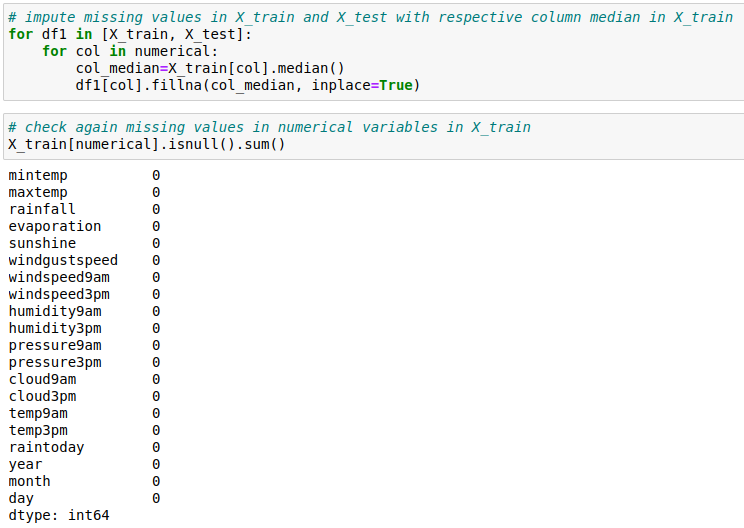 # impute missing values in X_train and X_test with respective column median in X_train
for df1 in [X_train, X_test]:
    for col in numerical:
        col_median=X_train[col].median()
        df1[col].fillna(col_median, inplace=True)
# check again missing values in numerical variables in X_train
X_train[numerical].isnull().sum()
mintemp          0
maxtemp          0
rainfall         0
evaporation      0
sunshine         0
windgustspeed    0
windspeed9am     0
windspeed3pm     0
humidity9am      0
humidity3pm      0
pressure9am      0
pressure3pm      0
cloud9am         0
cloud3pm         0
temp9am          0
temp3pm          0
raintoday        0
year             0
month            0
day              0
dtype: int64